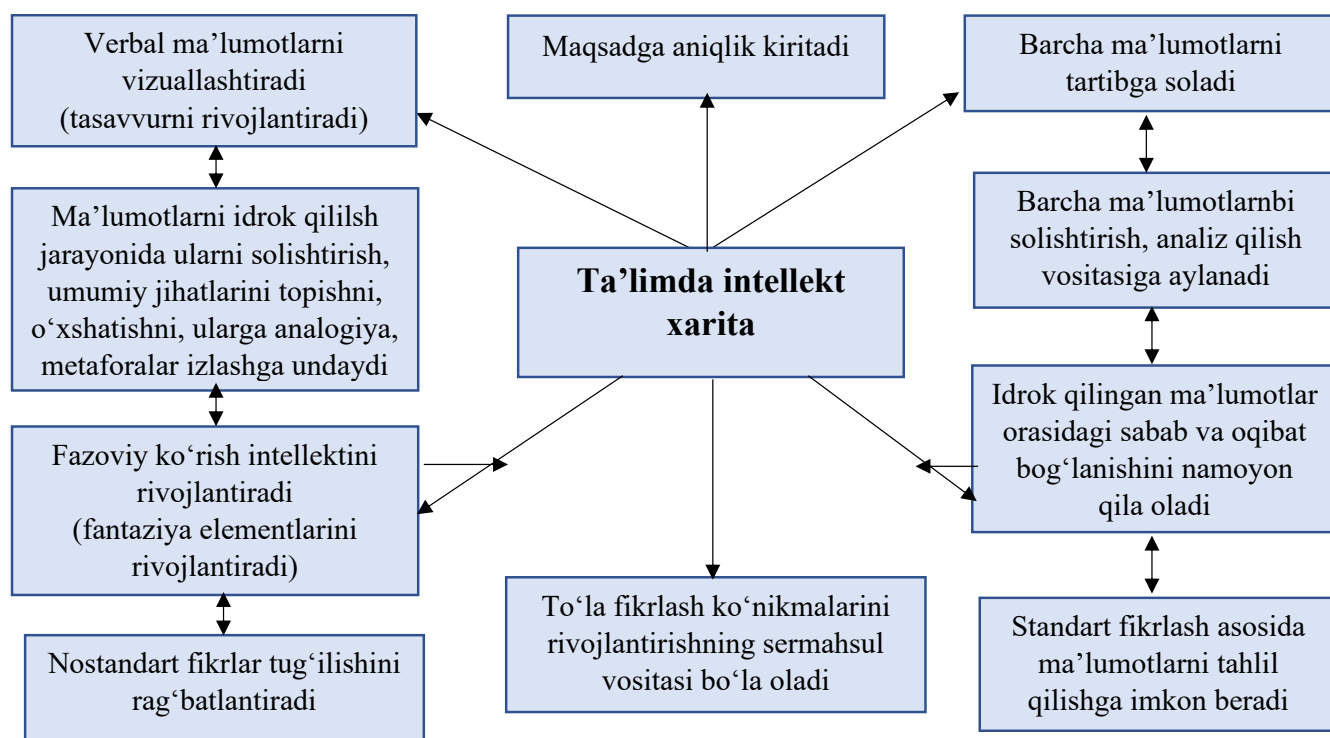 Verbal ma’lumotlarni
vizuallashtiradi
(tasavvurni rivojlantiradi)
Maqsadga aniqlik kiritadi
Barcha ma’lumotlarni
tartibga soladi
Ma’lumotlarni idrok qililsh
jarayonida ularni solishtirish,
umumiy jihatlarini topishni,
o‘xshatishni, ularga analogiya,
metaforalar izlashga undaydi
Ta’limda intellekt
xarita
Barcha ma’lumotlarnbi
solishtirish, analiz qilish
vositasiga aylanadi
Fazoviy ko‘rish intellektini
rivojlantiradi
(fantaziya elementlarini
rivojlantiradi)
Idrok qilingan ma’lumotlar
orasidagi sabab va oqibat
bog‘lanishini namoyon
qila oladi
Nostandart fikrlar tug‘ilishini
rag‘batlantiradi
To‘la fikrlash ko‘nikmalarini
rivojlantirishning sermahsul
vositasi bo‘la oladi
Standart fikrlash asosida
ma’lumotlarni tahlil
qilishga imkon beradi